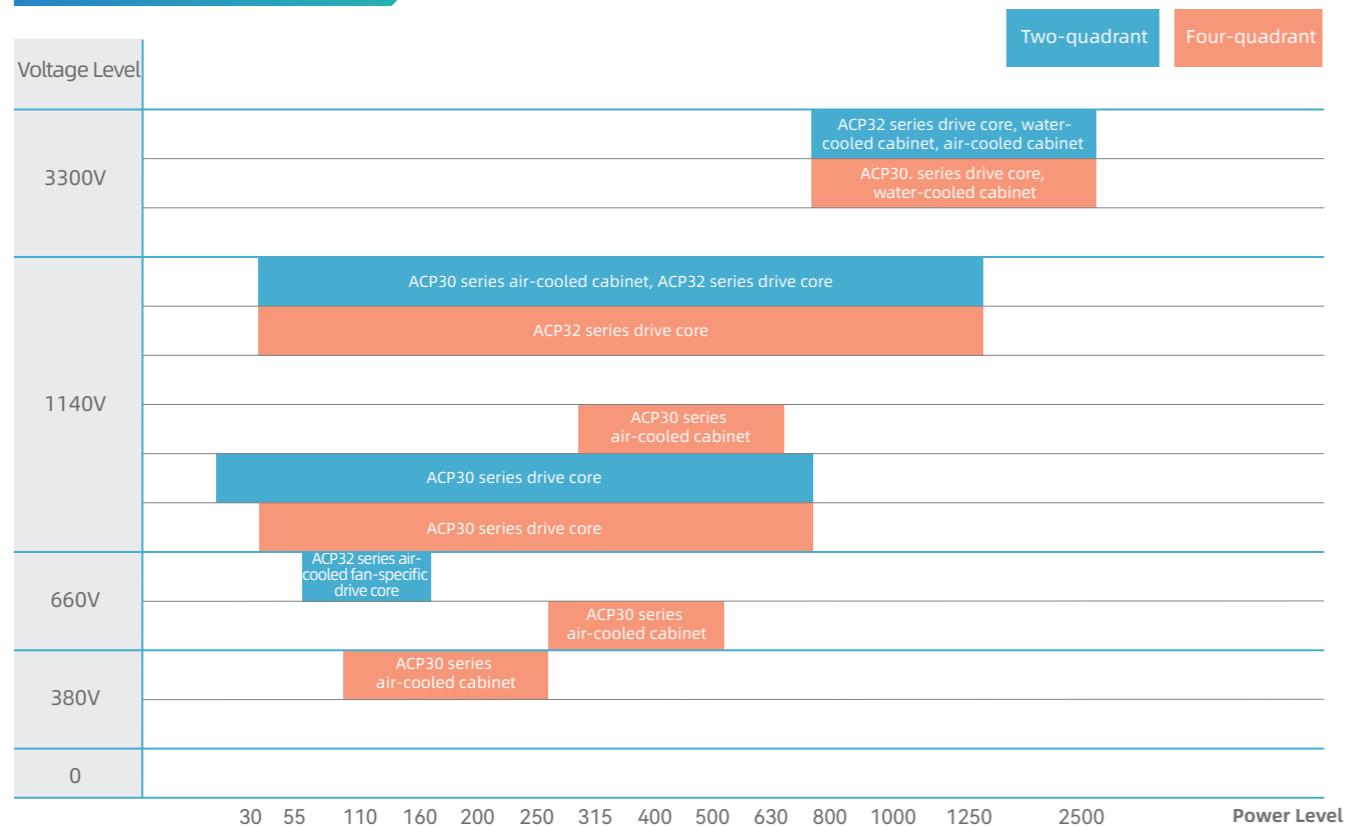 Two-quadrant
Four-quadrant
Voltage Level
ACP32 series drive core, water-
cooled cabinet, air-cooled cabinet
3300V
ACP30. series drive core,
water-cooled cabinet
ACP30 series air-cooled cabinet, ACP32 series drive core
ACP32 series drive core
1140V
ACP30 series
air-cooled cabinet
ACP30 series drive core
ACP30 series drive core
ACP32 series air-
cooled fan-specific
drive core
660V
ACP30 series
air-cooled cabinet
ACP30 series
air-cooled cabinet
380V
0
30 55 110 160 200 250 315 400 500 630 800 1000 1250 2500 Power Level